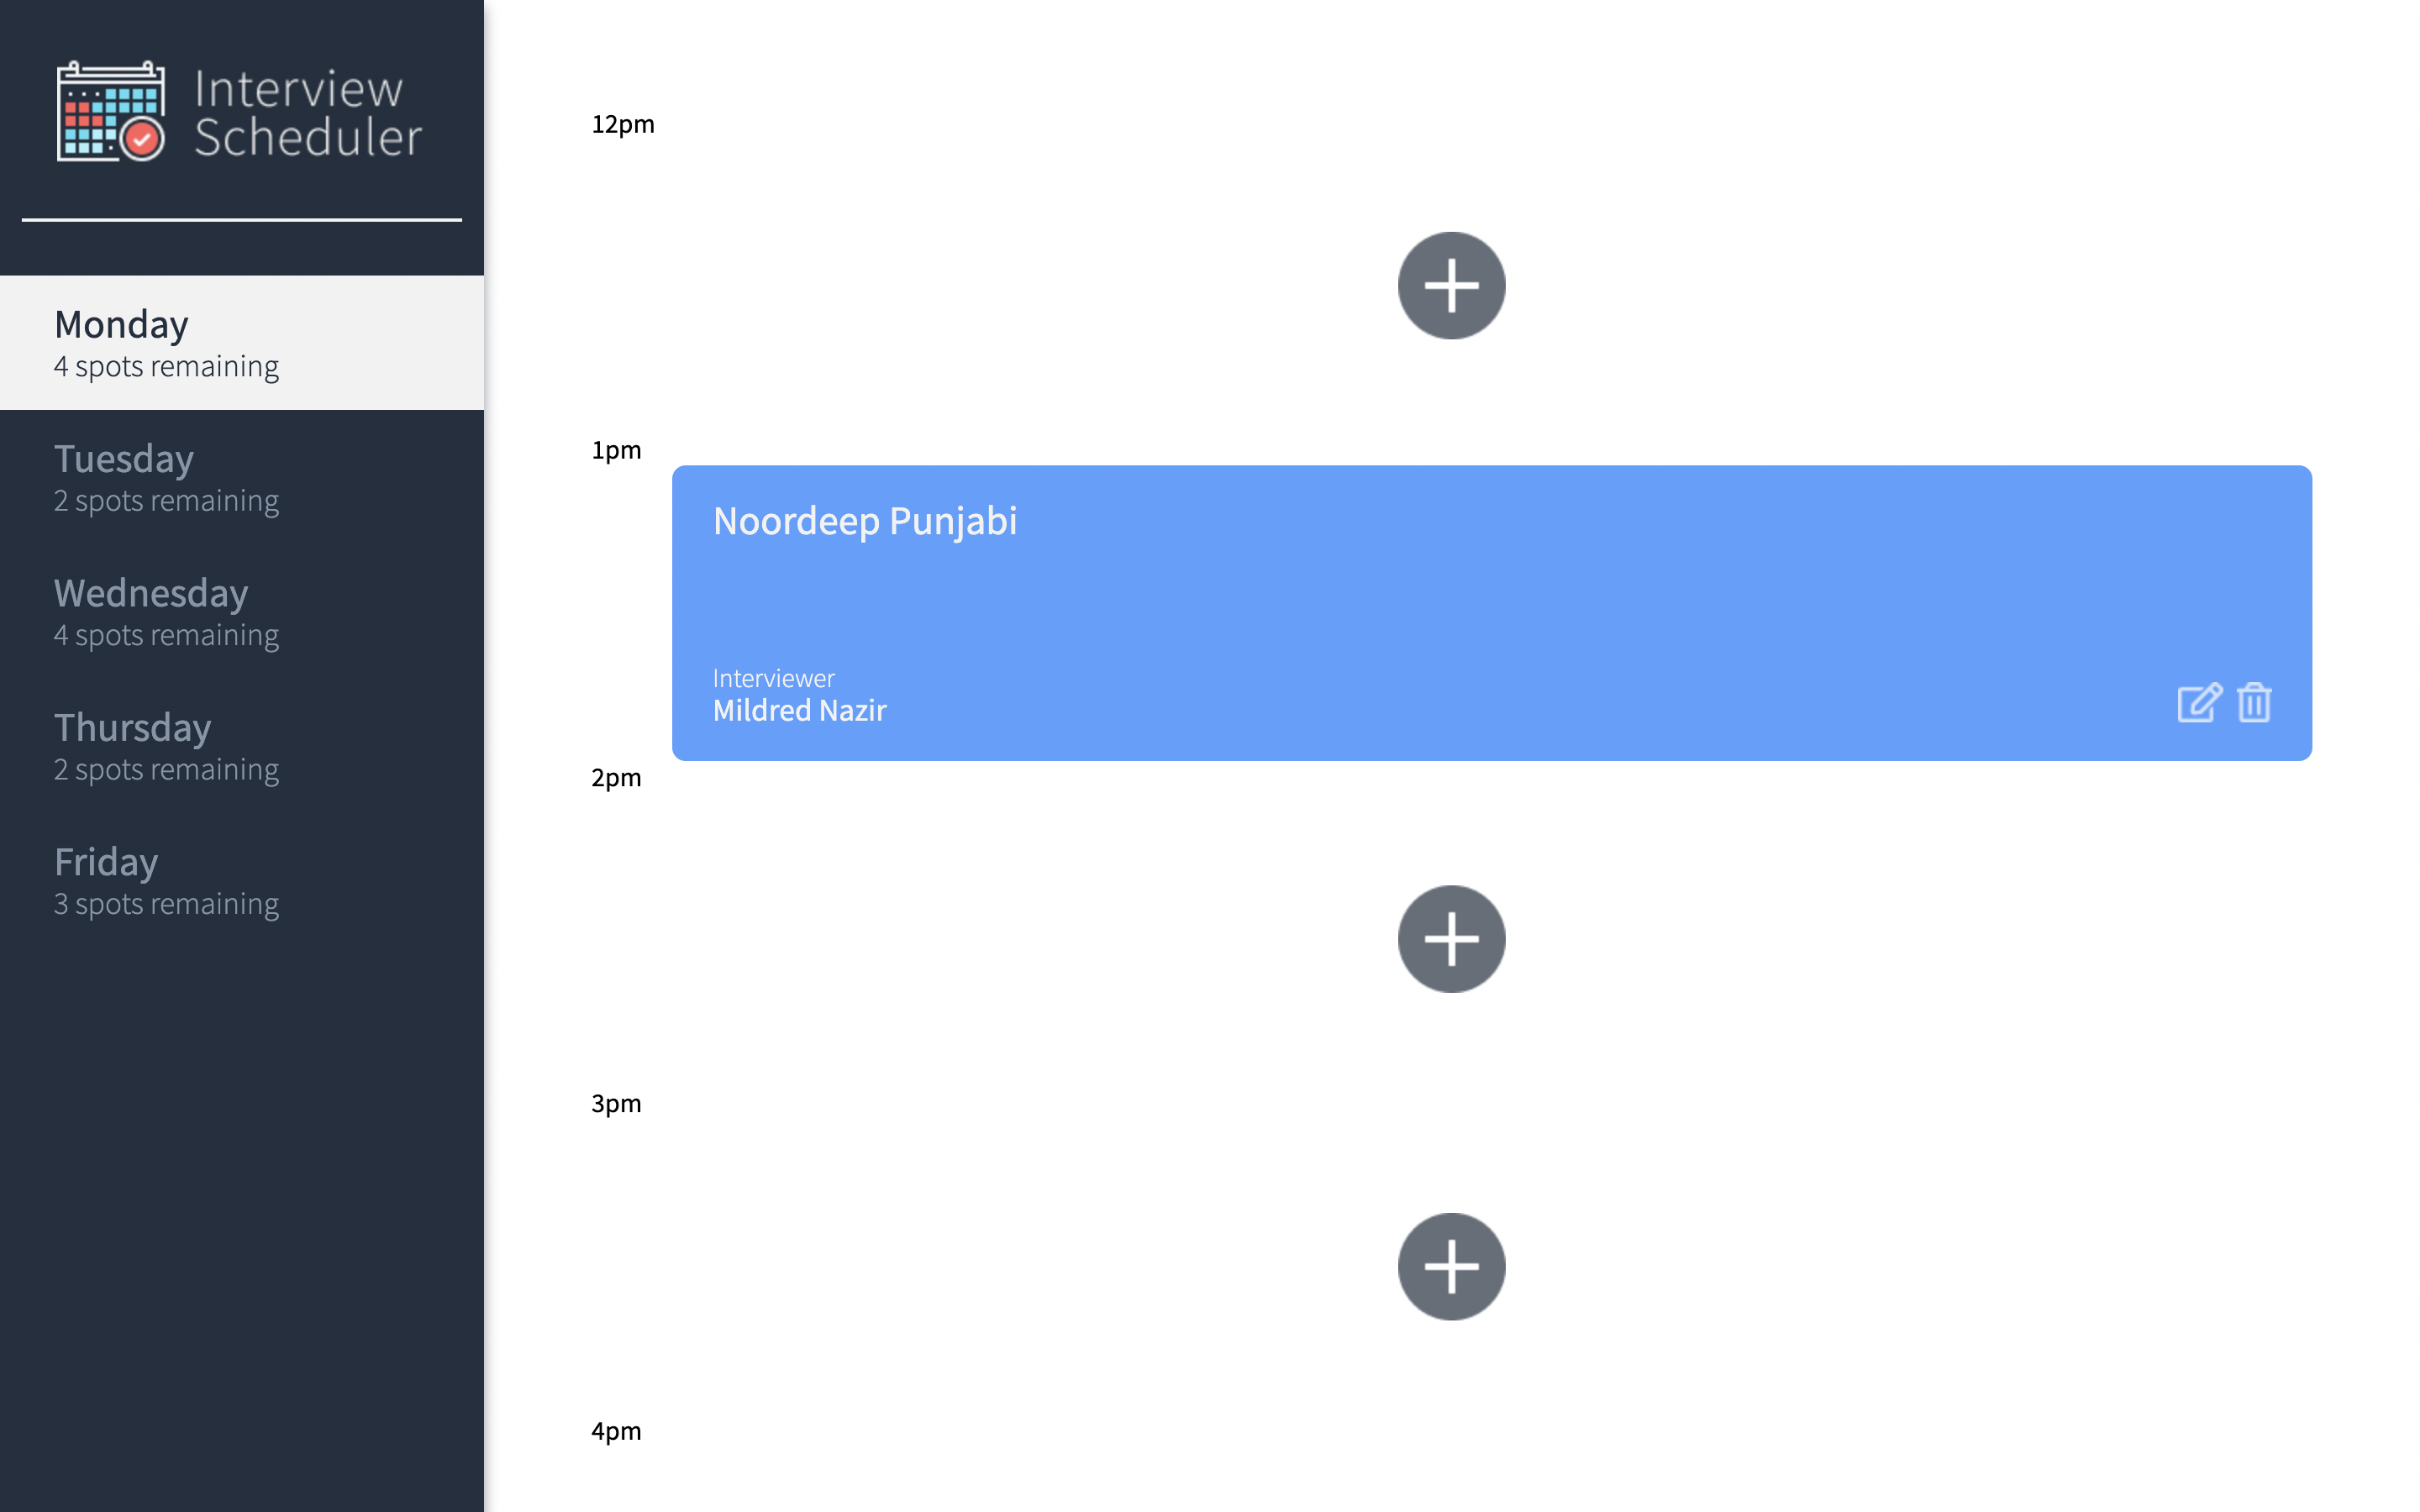 Interview
Scheduler
Monday
4 spots remaining
Tuesday
2 spots remaining
Wednesday
4 spots remaining
Thursday
2 spots remaining
Friday
3 spots remaining
12pm
1pm
Noordeep Punjabi
Interviewer
Mildred Nazir
2pm
3pm
4pm